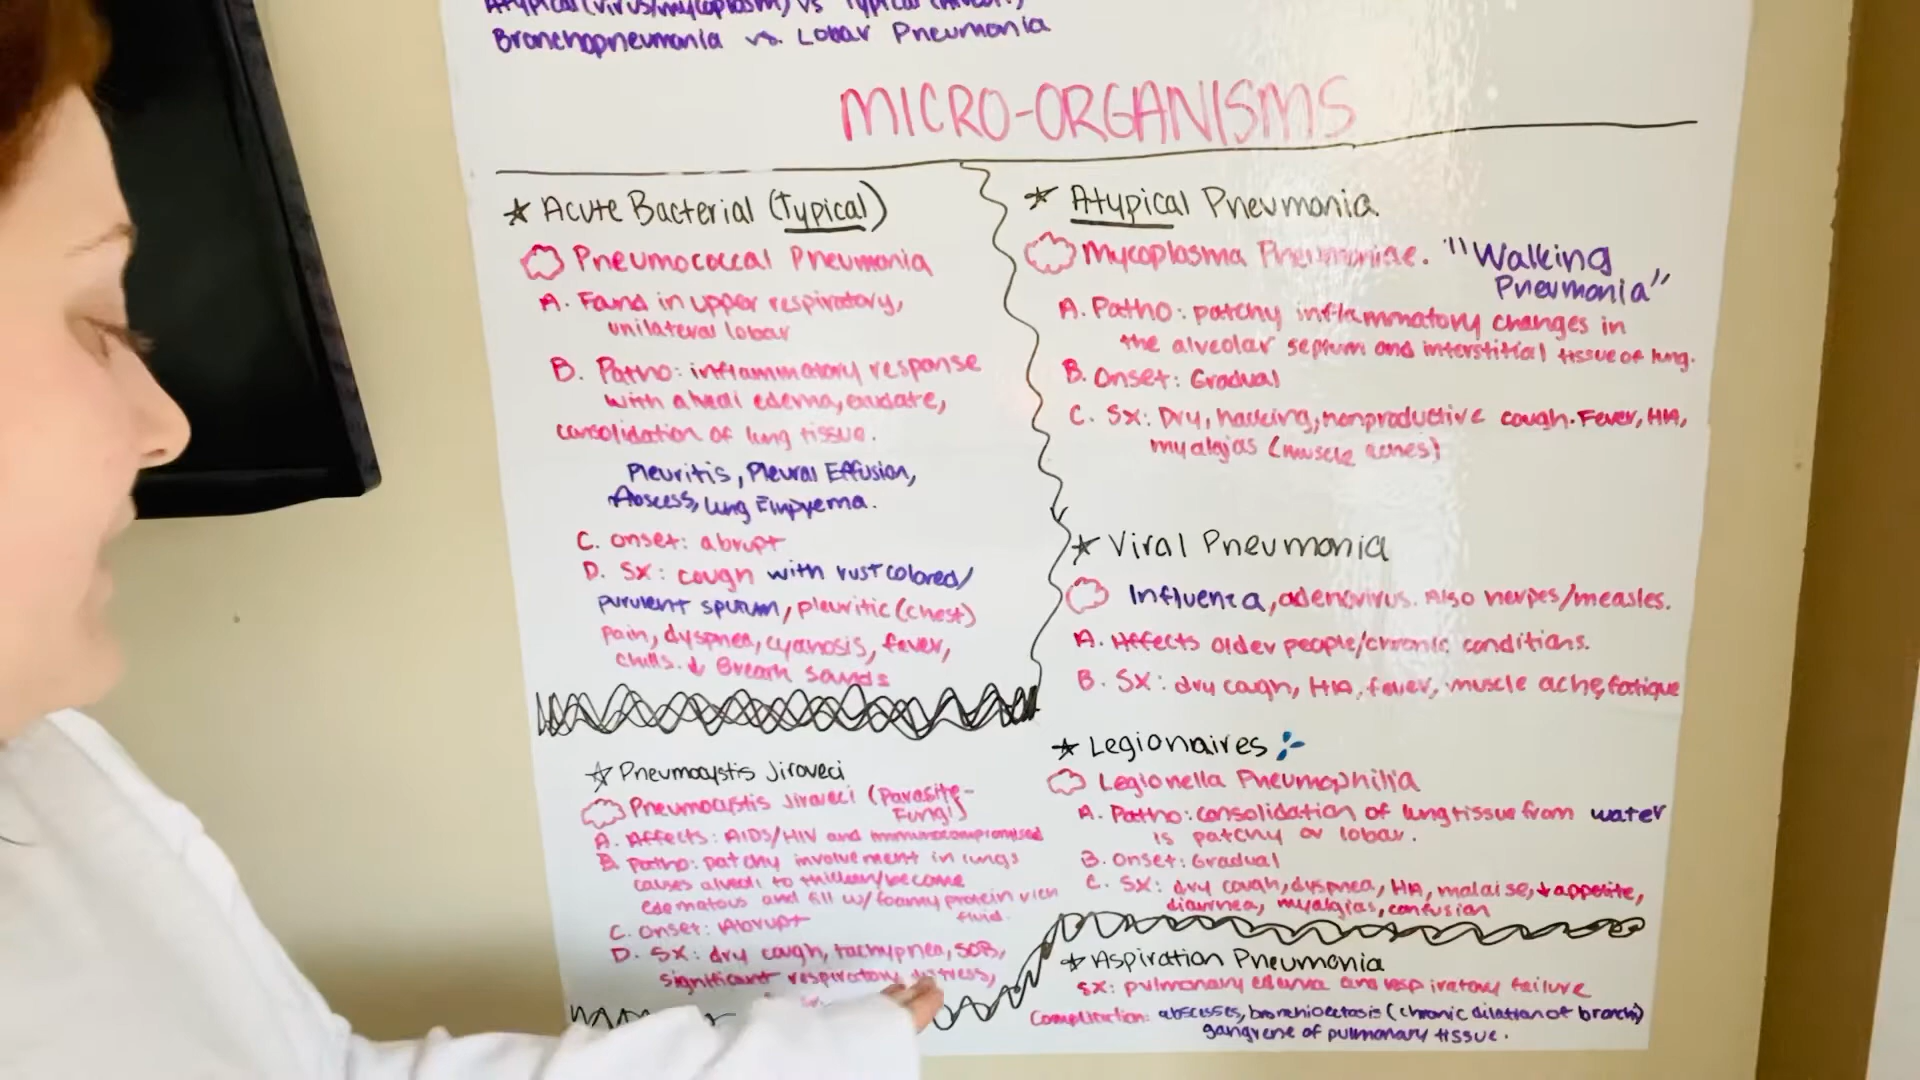 Atypical (virus/mycoplasm) vs Typical
Bronchopneumonia vs. Lobar Pneumonia
MICRO-ORGANISMS
★ Acute Bacterial (Typical)
Pneumococcal Pneumonia
A. Found in upper respiratory,
unilateral lobar
B. Patho: inflammatory response
with alveoli edema, exudate,
consolidation of lung tissue.
Pleuritis, Pleural Effusion,
Abscess, lung Empyema.
C. onset: abrupt
D. SX: cough with rust colored/
purulent sputum, pleuritic (chest)
pain, dyspnea, cyanosis, fever,
chills. ↓ Breath sounds
☆ Pneumocystis Jiroveci
Pneumocystis Jiroveci (Parasite-
Fungi)
A. Affects: AIDS/HIV and immunocompromised
B. Patho: patchy involvement in lungs
causes alveoli to thicken/become
edematous and fill w/foamy protein rich
fluid.
C. Onset: Abrupt
D. SX: dry cough, tachypnea, SOB,
significant respiratory distress,
★ Atypical Pneumonia
Mycoplasma Pneumoniae. "Walking
Pneumonia"
A. Patho: patchy inflammatory changes in
the alveolar septum and interstitial tissue of lung.
B. Onset: Gradual
C. SX: Dry, hacking, nonproductive cough. Fever, HA,
myalgias (muscle aches)
★ Viral Pneumonia
Influenza, adenovirus. Also herpes/measles.
A. Affects older people/chronic conditions.
B. SX: dry cough, HA, fever, muscle ache, fatigue
★ Legionaires
Legionella Pneumophilia
A. Patho: consolidation of lung tissue from water
is patchy or lobar.
B. Onset: Gradual
C. SX: dry cough, dyspnea, HA, malaise, ↓ appetite,
diarrhea, myalgias, confusion
★ Aspiration Pneumonia
SX: pulmonary edema and respiratory failure
Complication: abscesses, bronchioectasis (chronic dilation of bronchi)
gangrene of pulmonary tissue.